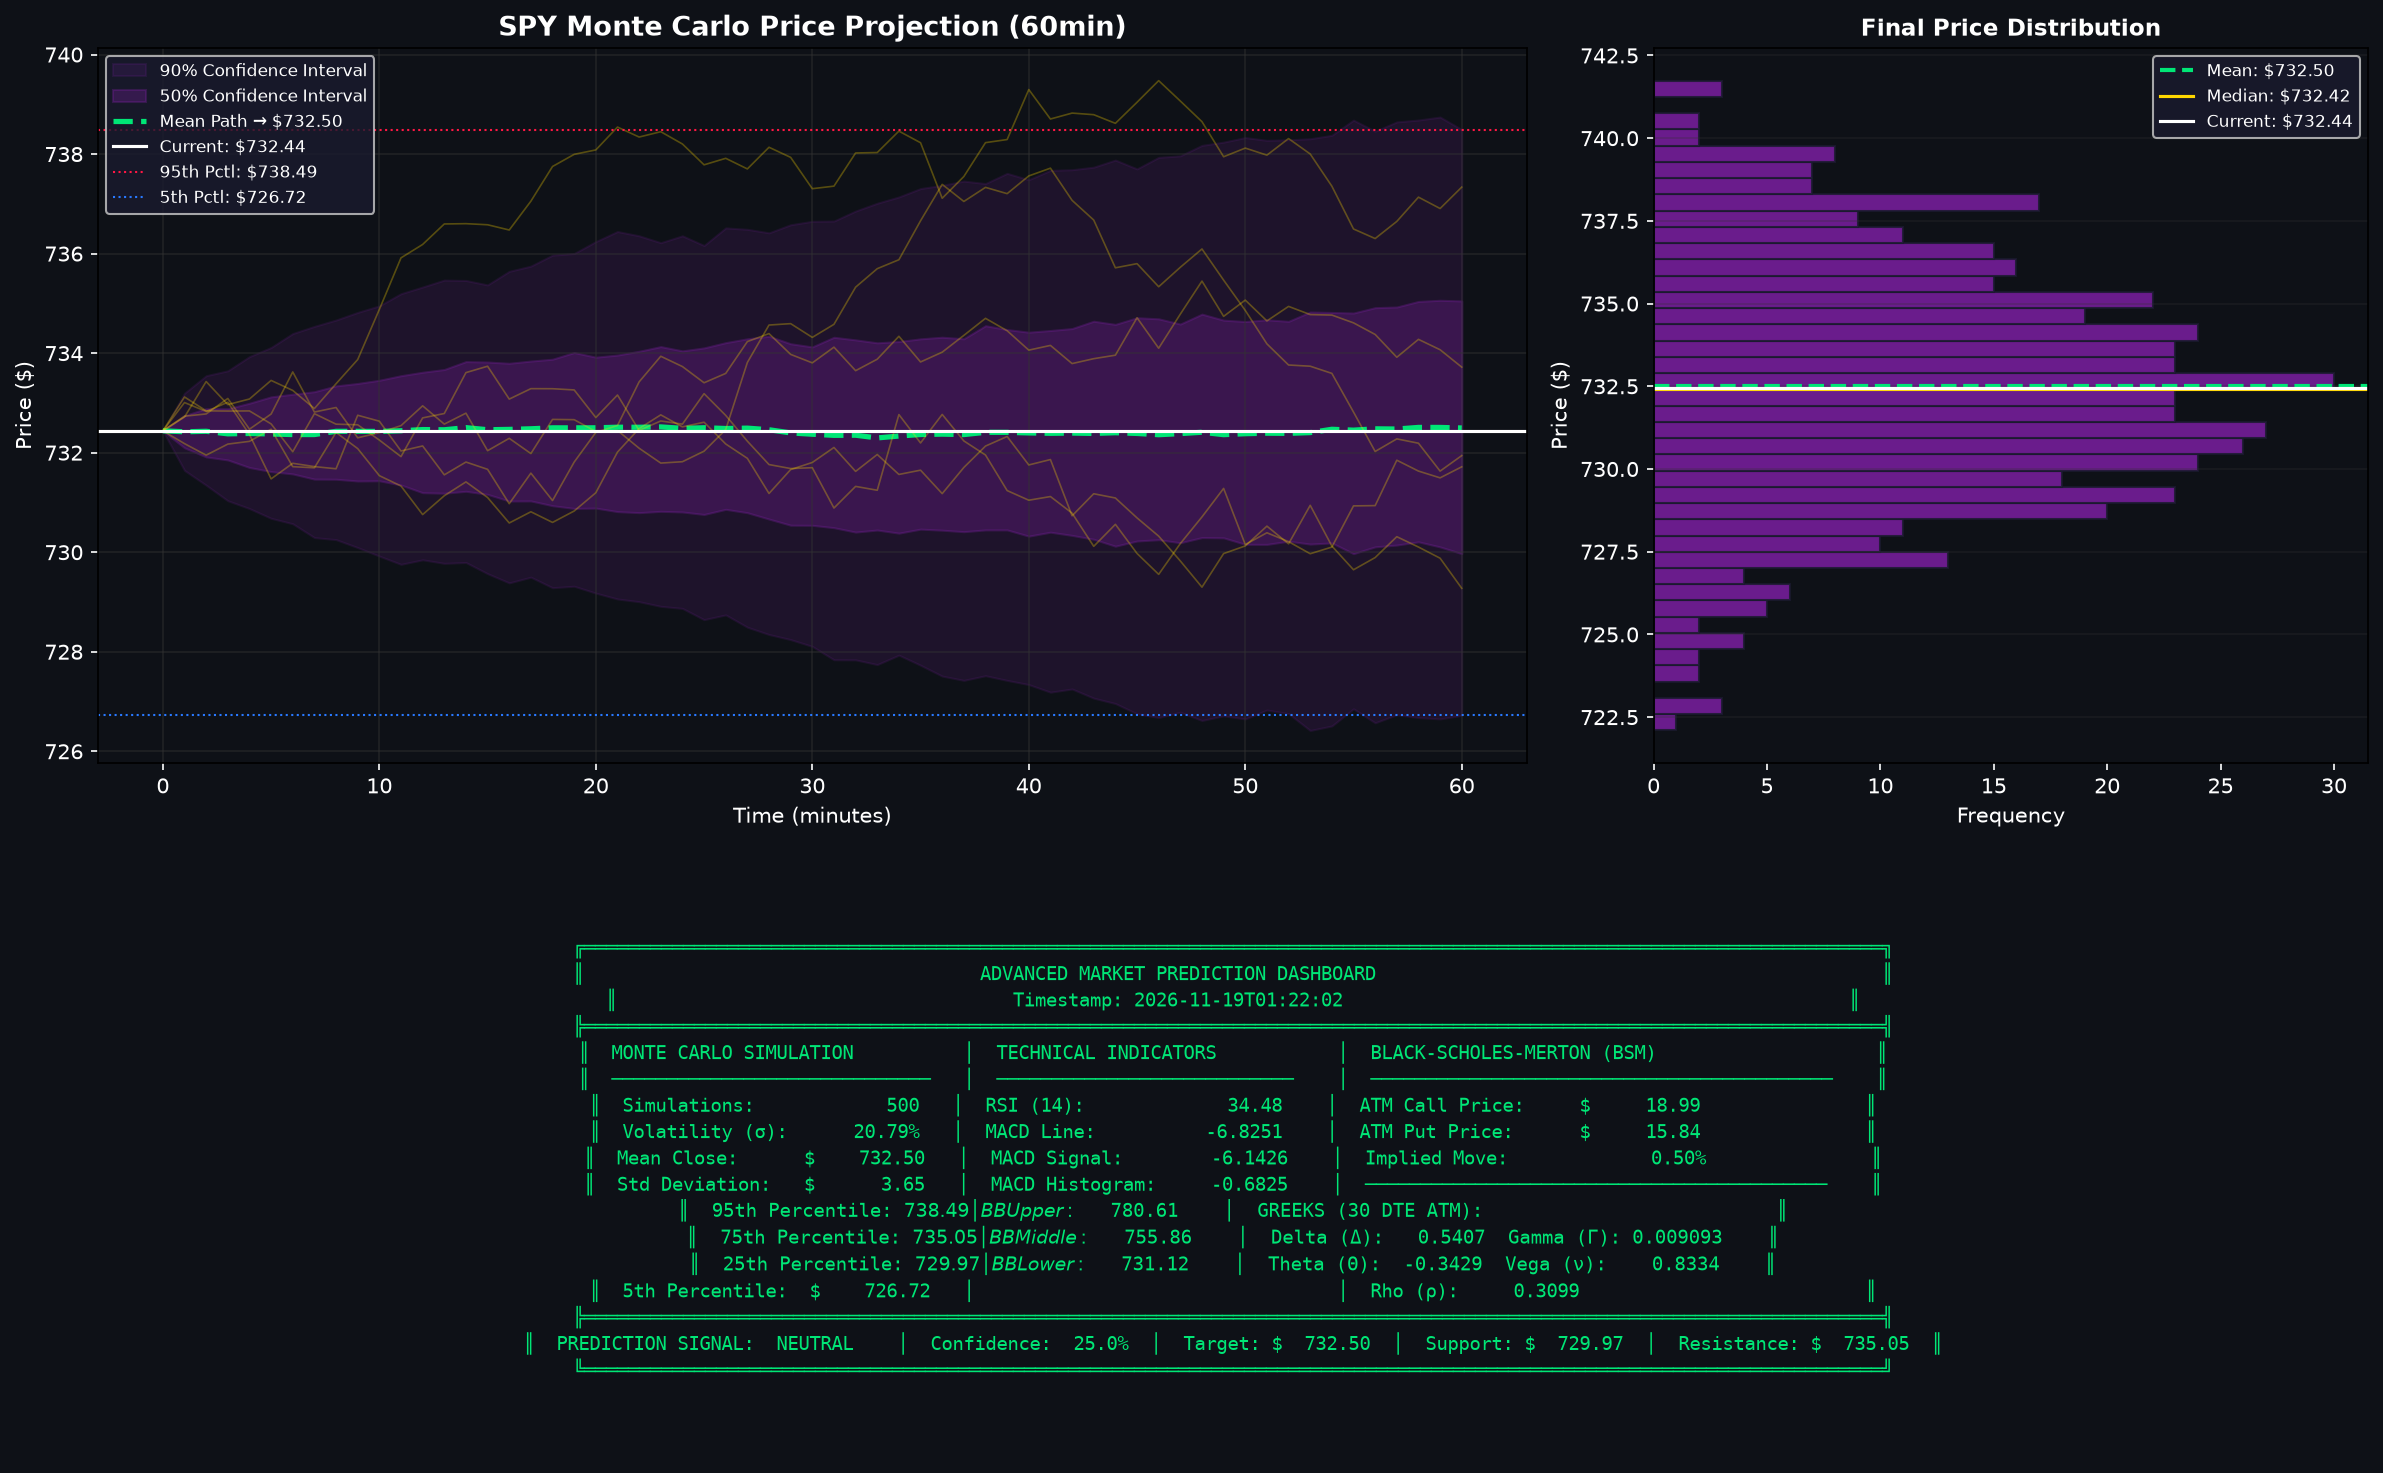 SPY Monte Carlo Price Projection (60min)
740
738
736
734
732
730
728
726
Price ($)
0 10 20 30 40 50 60
Time (minutes)
90% Confidence Interval
50% Confidence Interval
Mean Path → $732.50
Current: $732.44
95th Pctl: $738.49
5th Pctl: $726.72
Final Price Distribution
742.5
740.0
737.5
735.0
732.5
730.0
727.5
725.0
722.5
Price ($)
0 5 10 15 20 25 30
Frequency
Mean: $732.50
Median: $732.42
Current: $732.44
ADVANCED MARKET PREDICTION DASHBOARD
Timestamp: 2026-11-19T01:22:02
MONTE CARLO SIMULATION │ TECHNICAL INDICATORS │ BLACK-SCHOLES-MERTON (BSM)
Simulations: 500 │ RSI (14): 34.48 │ ATM Call Price: $ 18.99
Volatility (σ): 20.79% │ MACD Line: -6.8251 │ ATM Put Price: $ 15.84
Mean Close: $ 732.50 │ MACD Signal: -6.1426 │ Implied Move: 0.50%
Std Deviation: $ 3.65 │ MACD Histogram: -0.6825 │
95th Percentile: 738.49│BBUpper: 780.61 │ GREEKS (30 DTE ATM):
75th Percentile: 735.05│BBMiddle: 755.86 │ Delta (Δ): 0.5407 Gamma (Γ): 0.009093
25th Percentile: 729.97│BBLower: 731.12 │ Theta (Θ): -0.3429 Vega (ν): 0.8334
5th Percentile: $ 726.72 │ │ Rho (ρ): 0.3099
PREDICTION SIGNAL: NEUTRAL │ Confidence: 25.0% │ Target: $ 732.50 │ Support: $ 729.97 │ Resistance: $ 735.05